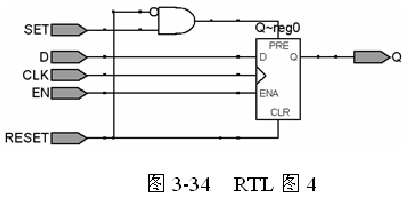 Q~reg0
SET
PRE
D
D
Q
Q
CLK
EN
ENA
CLR
RESET
图 3-34 RTL 图 4